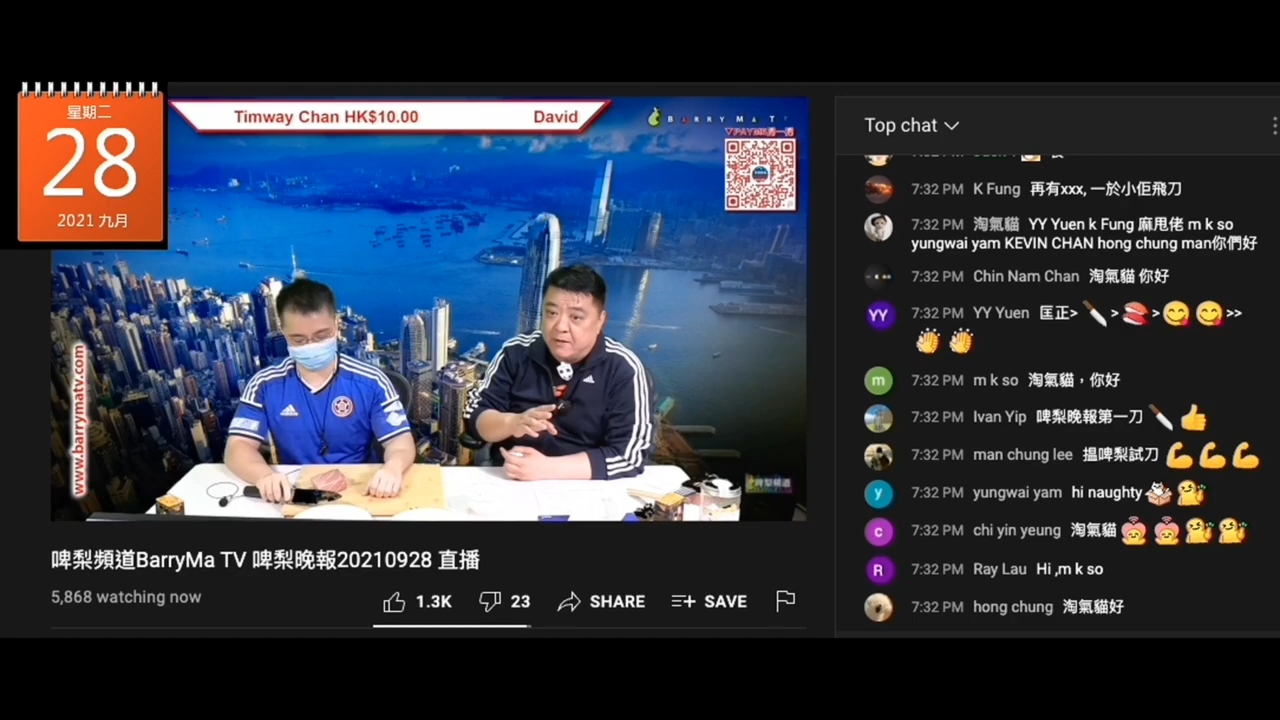 星期二
28
2021 九月
Timway Chan HK$10.00 David
BARRY MA TV
www.barrymatv.com
啤梨頻道
啤梨頻道BarryMa TV 啤梨晚報20210928 直播
5,868 watching now
1.3K 23 SHARE SAVE
Top chat
7:32 PM K Fung 再有xxx, 一於小佢飛刀
7:32 PM 淘氣貓 YY Yuen k Fung 麻甩佬 m k so
yungwai yam KEVIN CHAN hong chung man你們好
7:32 PM Chin Nam Chan 淘氣貓 你好
YY 7:32 PM YY Yuen 匡正> 🔪 > 🍣 > 😋 😋 >>
👏 👏
m 7:32 PM m k so 淘氣貓，你好
7:32 PM Ivan Yip 啤梨晚報第一刀 🔪 👍
7:32 PM man chung lee 搵啤梨試刀 💪 💪 💪
y 7:32 PM yungwai yam hi naughty
c 7:32 PM chi yin yeung 淘氣貓
R 7:32 PM Ray Lau Hi ,m k so
7:32 PM hong chung 淘氣貓好